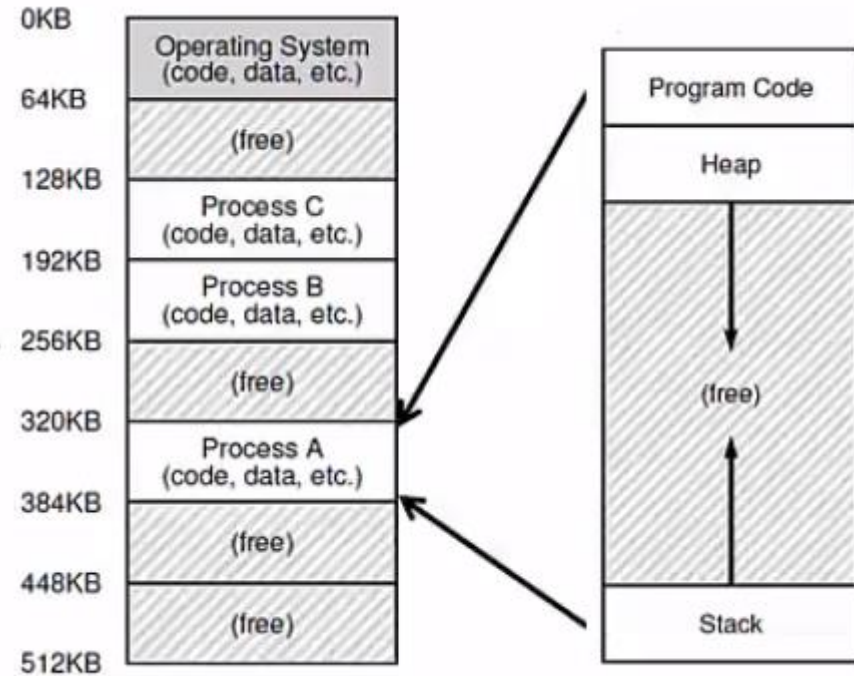 0KB
Operating System
(code, data, etc.)
64KB
(free)
128KB
Process C
(code, data, etc.)
192KB
Process B
(code, data, etc.)
256KB
(free)
320KB
Process A
(code, data, etc.)
384KB
(free)
448KB
(free)
512KB
Program Code
Heap
(free)
Stack